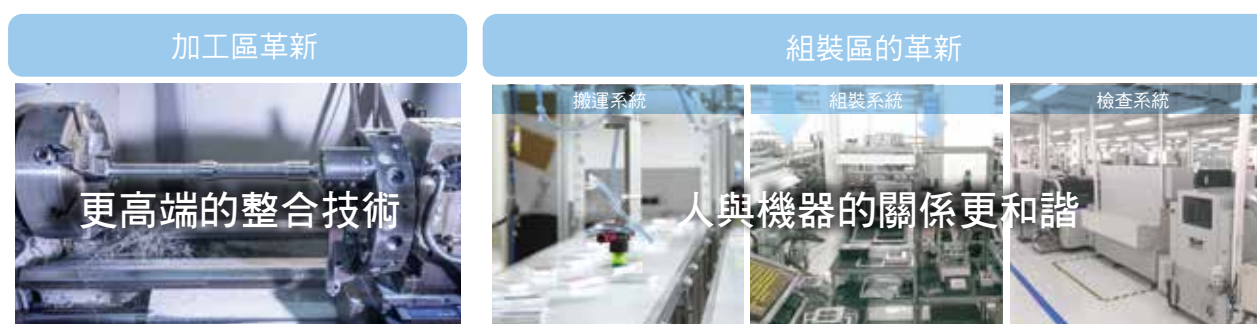 加工區革新
更高端的整合技術
組裝區的革新
搬運系統
組裝系統
檢查系統
人與機器的關係更和諧